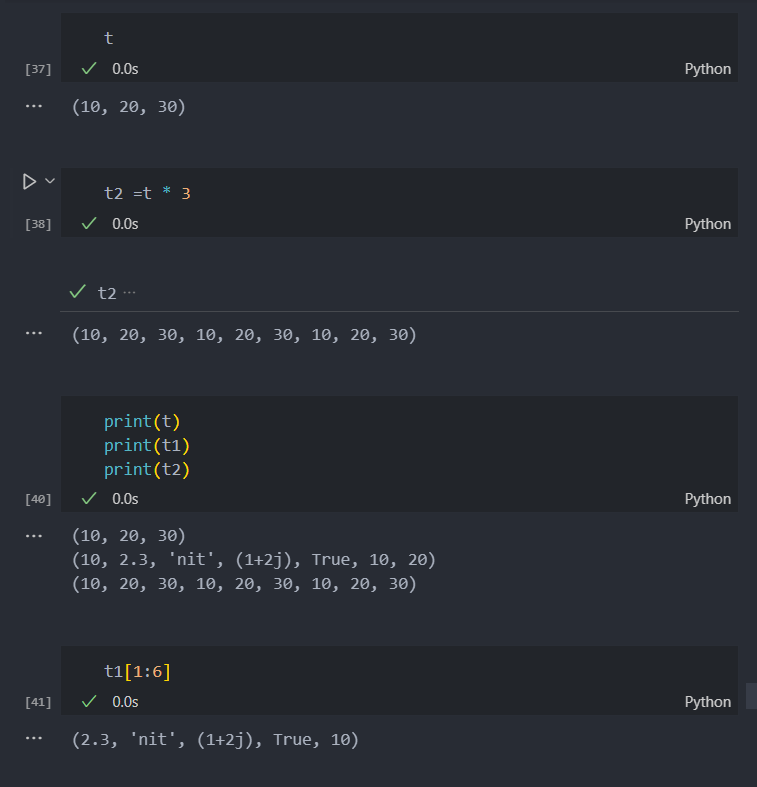 t
[37] 0.0s Python
(10, 20, 30)
t2 =t * 3
[38] 0.0s Python
t2 ...
(10, 20, 30, 10, 20, 30, 10, 20, 30)
print(t)
print(t1)
print(t2)
[40] 0.0s Python
(10, 20, 30)
(10, 2.3, 'nit', (1+2j), True, 10, 20)
(10, 20, 30, 10, 20, 30, 10, 20, 30)
t1[1:6]
[41] 0.0s Python
(2.3, 'nit', (1+2j), True, 10)